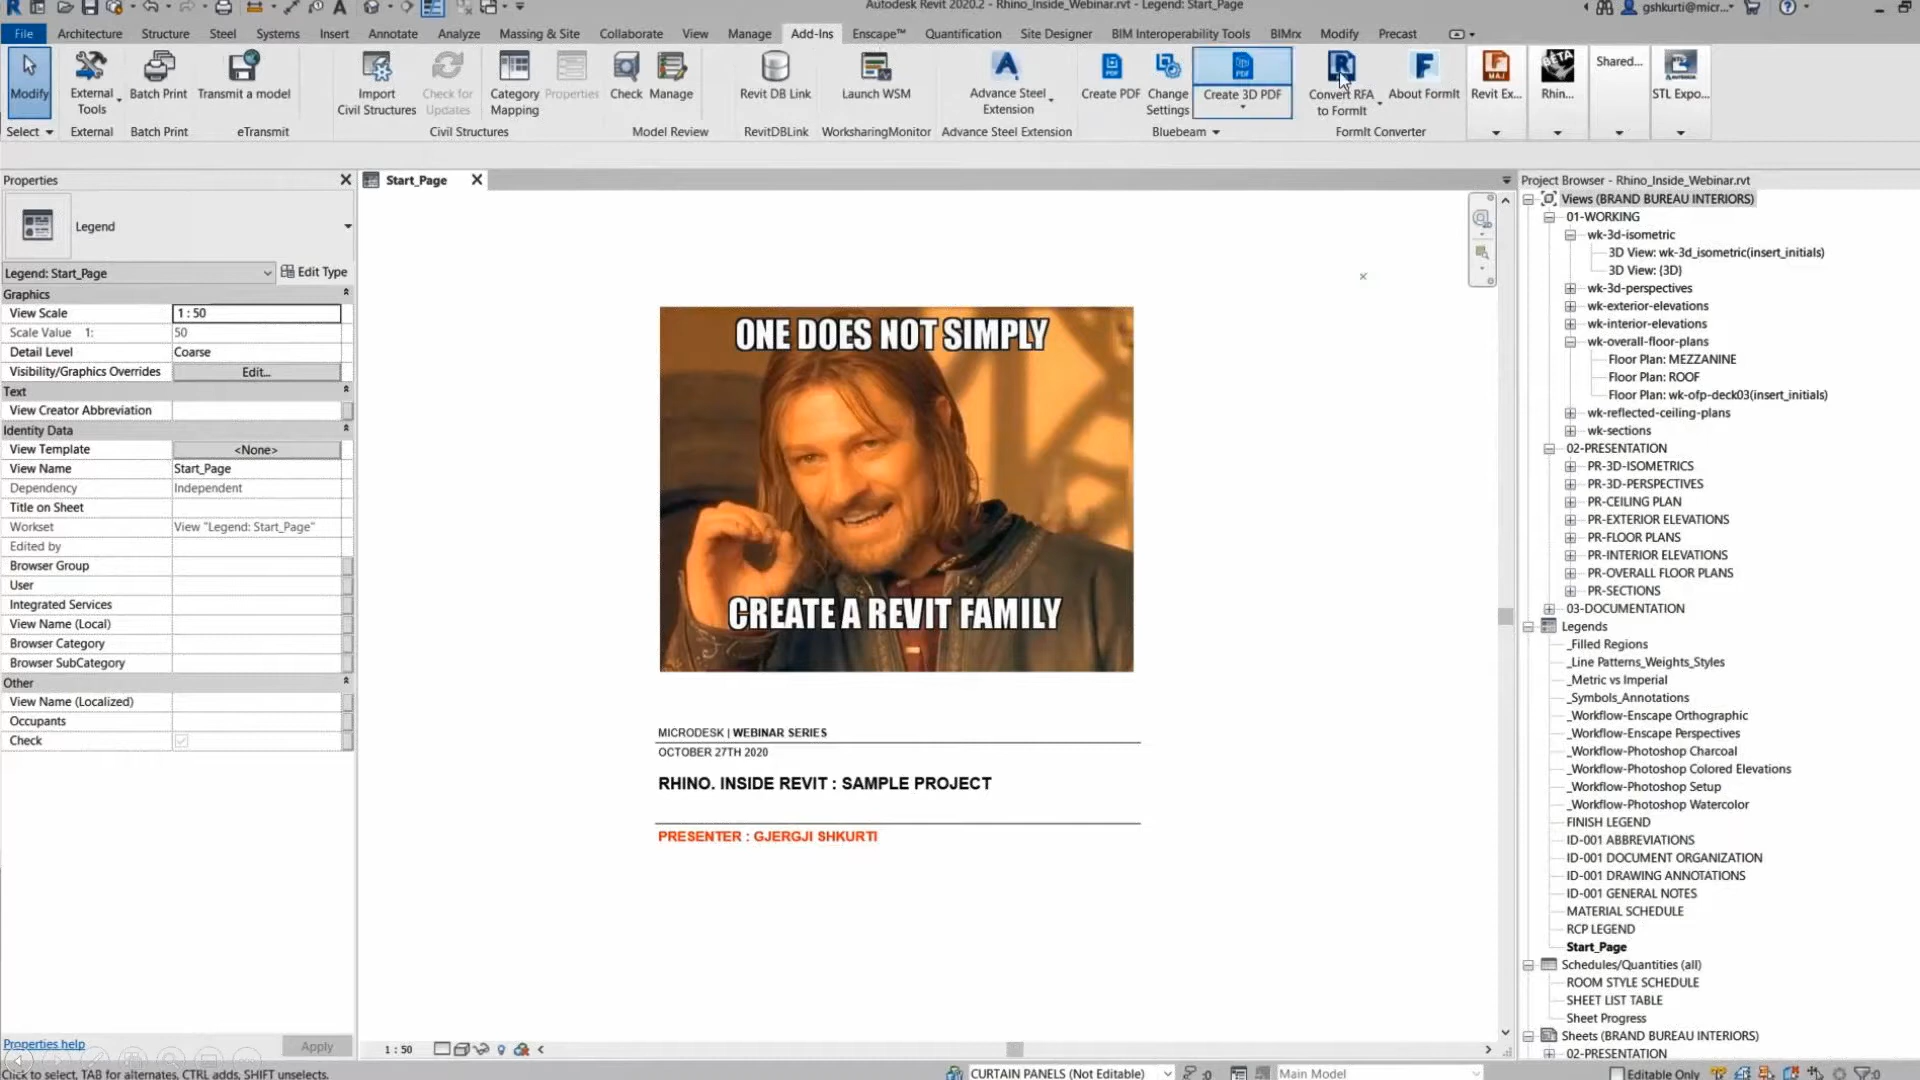 Autodesk Revit 2020.2 - Rhino_Inside_Webinar.rvt - Legend: Start_Page
gshkurti@micr...
File Architecture Structure Steel Systems Insert Annotate Analyze Massing & Site Collaborate View Manage Add-Ins Enscape™ Quantification Site Designer BIM Interoperability Tools BIMrx Modify Precast
Modify External Tools Batch Print Transmit a model Import Civil Structures Check for Updates Category Mapping Properties Check Manage Revit DB Link Launch WSM Advance Steel Extension Create PDF Change Settings Create 3D PDF Convert RFA to FormIt About FormIt Revit Ex... Rhin... Shared... STL Expo...
Select External Batch Print eTransmit Civil Structures Model Review RevitDBLink WorksharingMonitor Advance Steel Extension Bluebeam FormIt Converter
Properties
Legend
Legend: Start_Page Edit Type
Graphics
View Scale 1 : 50
Scale Value 1: 50
Detail Level Coarse
Visibility/Graphics Overrides Edit...
Text
View Creator Abbreviation
Identity Data
View Template <None>
View Name Start_Page
Dependency Independent
Title on Sheet
Workset View "Legend: Start_Page"
Edited by
Browser Group
User
Integrated Services
View Name (Local)
Browser Category
Browser SubCategory
Other
View Name (Localized)
Occupants
Check
Properties help Apply
Start_Page
ONE DOES NOT SIMPLY
CREATE A REVIT FAMILY
MICRODESK | WEBINAR SERIES
OCTOBER 27TH 2020
RHINO. INSIDE REVIT : SAMPLE PROJECT
PRESENTER : GJERGJI SHKURTI
1 : 50
Project Browser - Rhino_Inside_Webinar.rvt
Views (BRAND BUREAU INTERIORS)
01-WORKING
wk-3d-isometric
3D View: wk-3d_isometric(insert_initials)
3D View: {3D}
wk-3d-perspectives
wk-exterior-elevations
wk-interior-elevations
wk-overall-floor-plans
Floor Plan: MEZZANINE
Floor Plan: ROOF
Floor Plan: wk-ofp-deck03(insert_initials)
wk-reflected-ceiling-plans
wk-sections
02-PRESENTATION
PR-3D-ISOMETRICS
PR-3D-PERSPECTIVES
PR-CEILING PLAN
PR-EXTERIOR ELEVATIONS
PR-FLOOR PLANS
PR-INTERIOR ELEVATIONS
PR-OVERALL FLOOR PLANS
PR-SECTIONS
03-DOCUMENTATION
Legends
_Filled Regions
_Line Patterns_Weights_Styles
_Metric vs Imperial
_Symbols_Annotations
_Workflow-Enscape Orthographic
_Workflow-Enscape Perspectives
_Workflow-Photoshop Charcoal
_Workflow-Photoshop Colored Elevations
_Workflow-Photoshop Setup
_Workflow-Photoshop Watercolor
FINISH LEGEND
ID-001 ABBREVIATIONS
ID-001 DOCUMENT ORGANIZATION
ID-001 DRAWING ANNOTATIONS
ID-001 GENERAL NOTES
MATERIAL SCHEDULE
RCP LEGEND
Start_Page
Schedules/Quantities (all)
ROOM STYLE SCHEDULE
SHEET LIST TABLE
Sheet Progress
Sheets (BRAND BUREAU INTERIORS)
02-PRESENTATION
Click to select, TAB for alternates, CTRL adds, SHIFT unselects. CURTAIN PANELS (Not Editable) :0 Main Model Editable Only :0